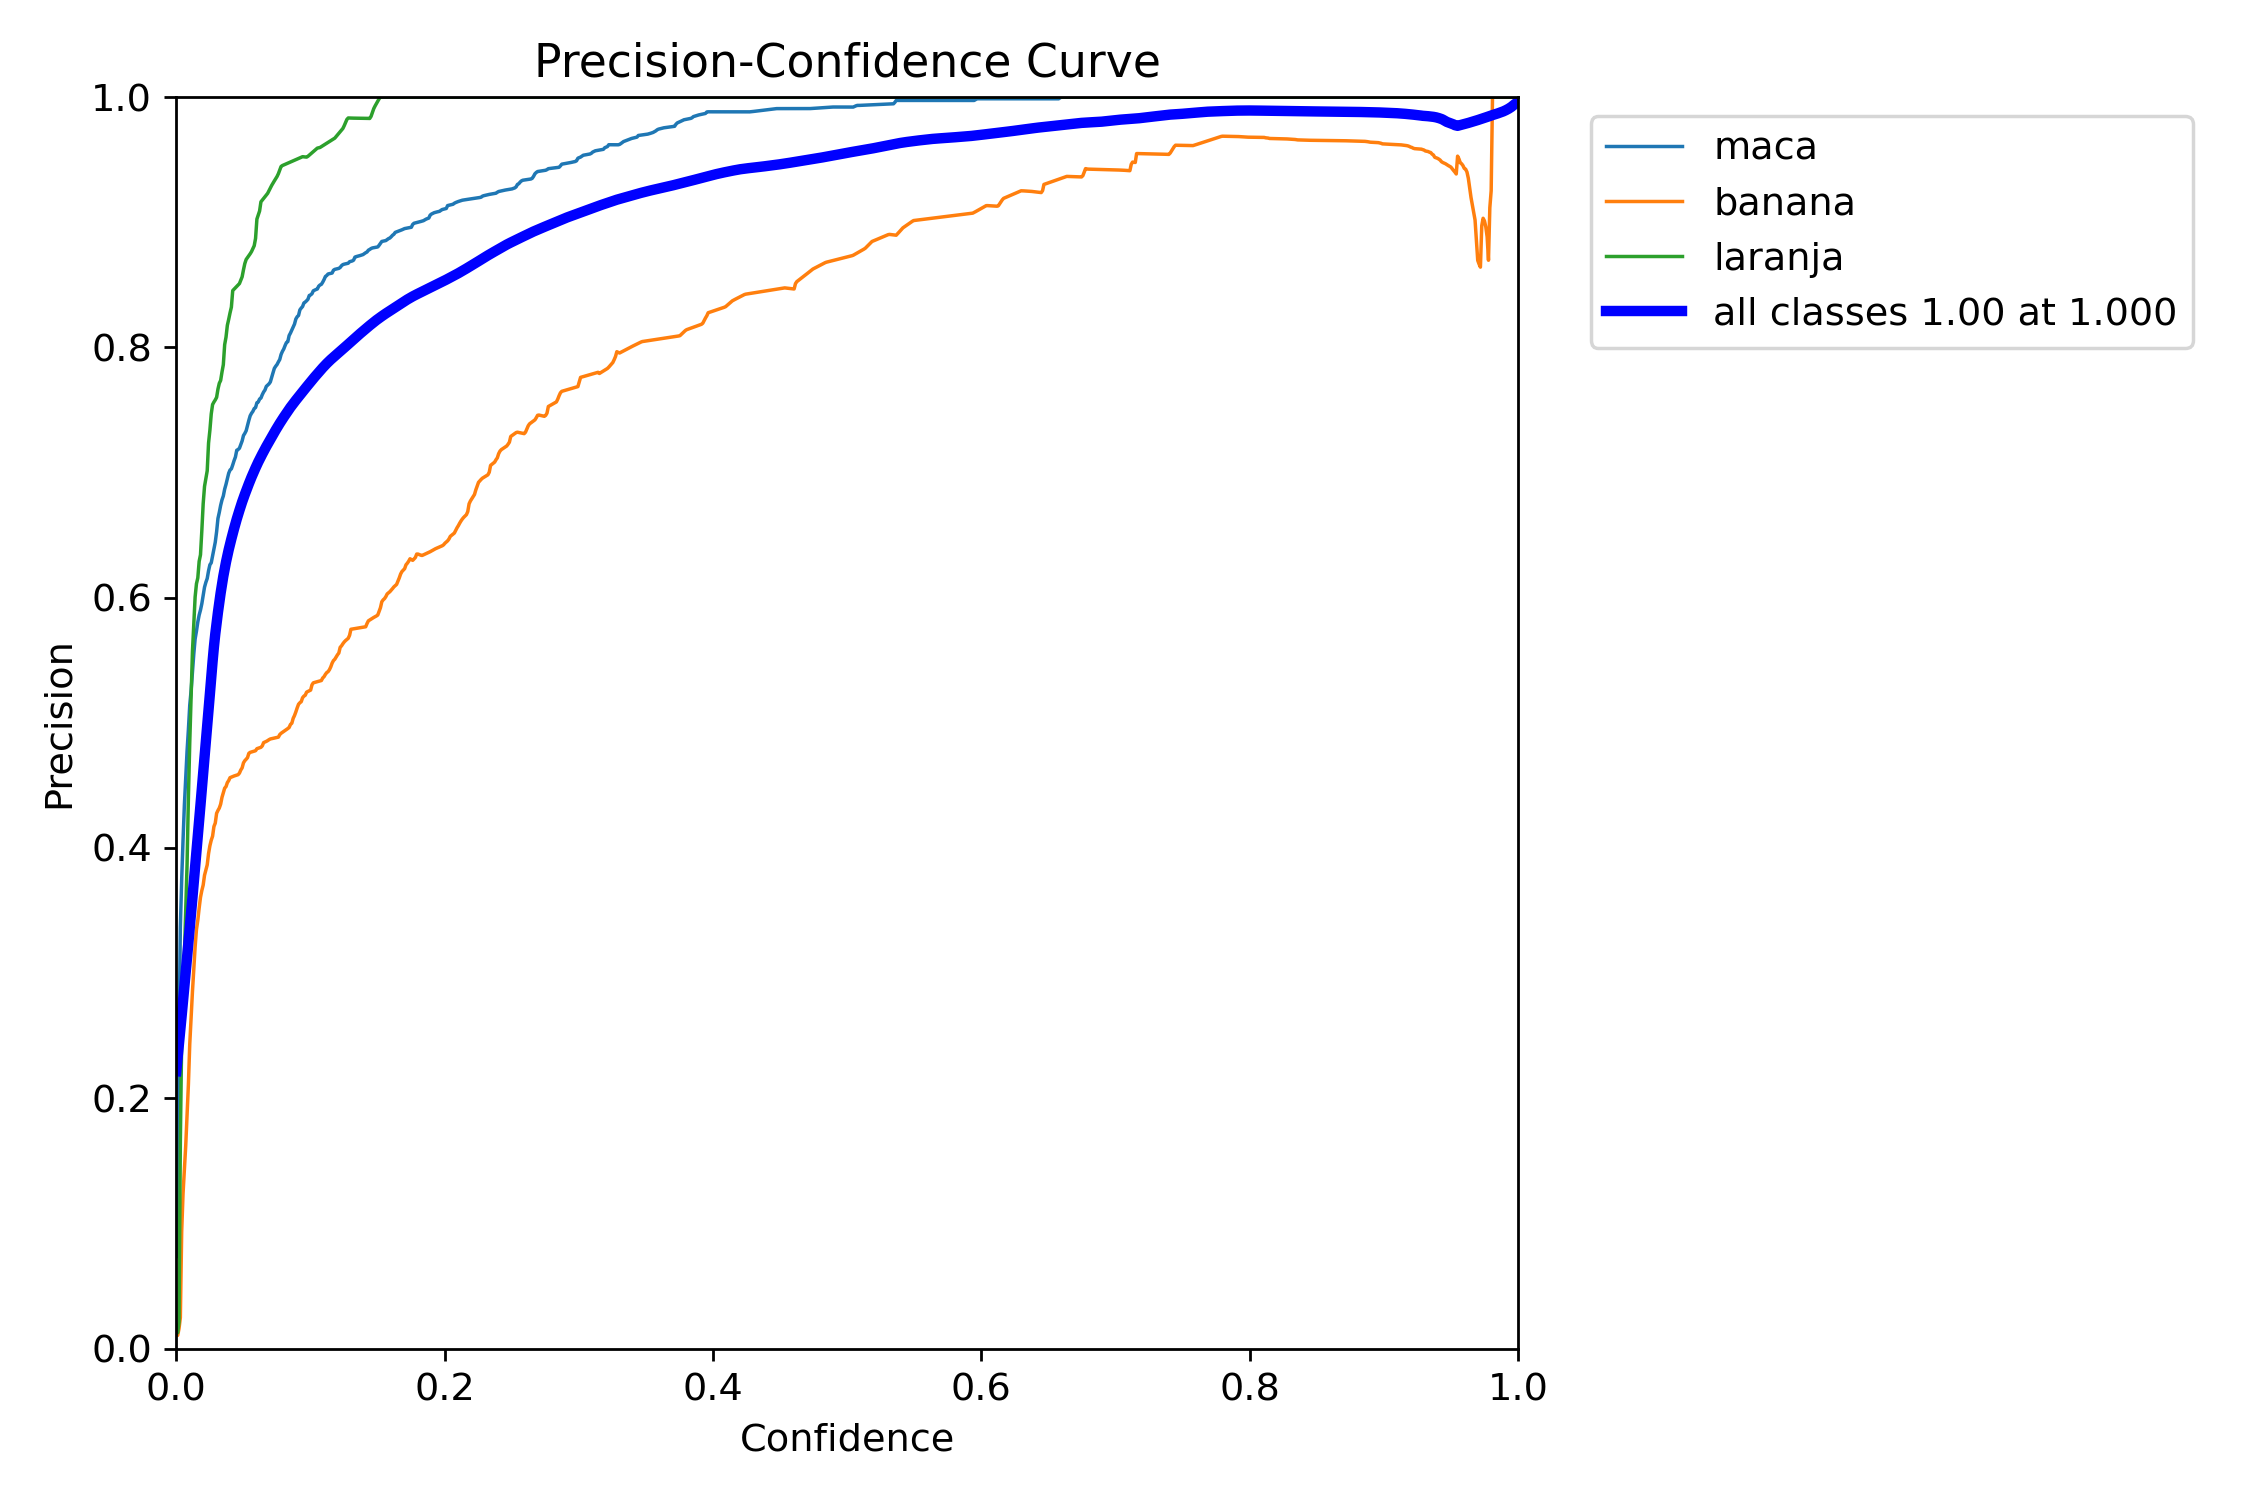 Precision-Confidence Curve
1.0
0.8
0.6
0.4
0.2
0.0
Precision
0.0 0.2 0.4 0.6 0.8 1.0
Confidence
maca
banana
laranja
all classes 1.00 at 1.000